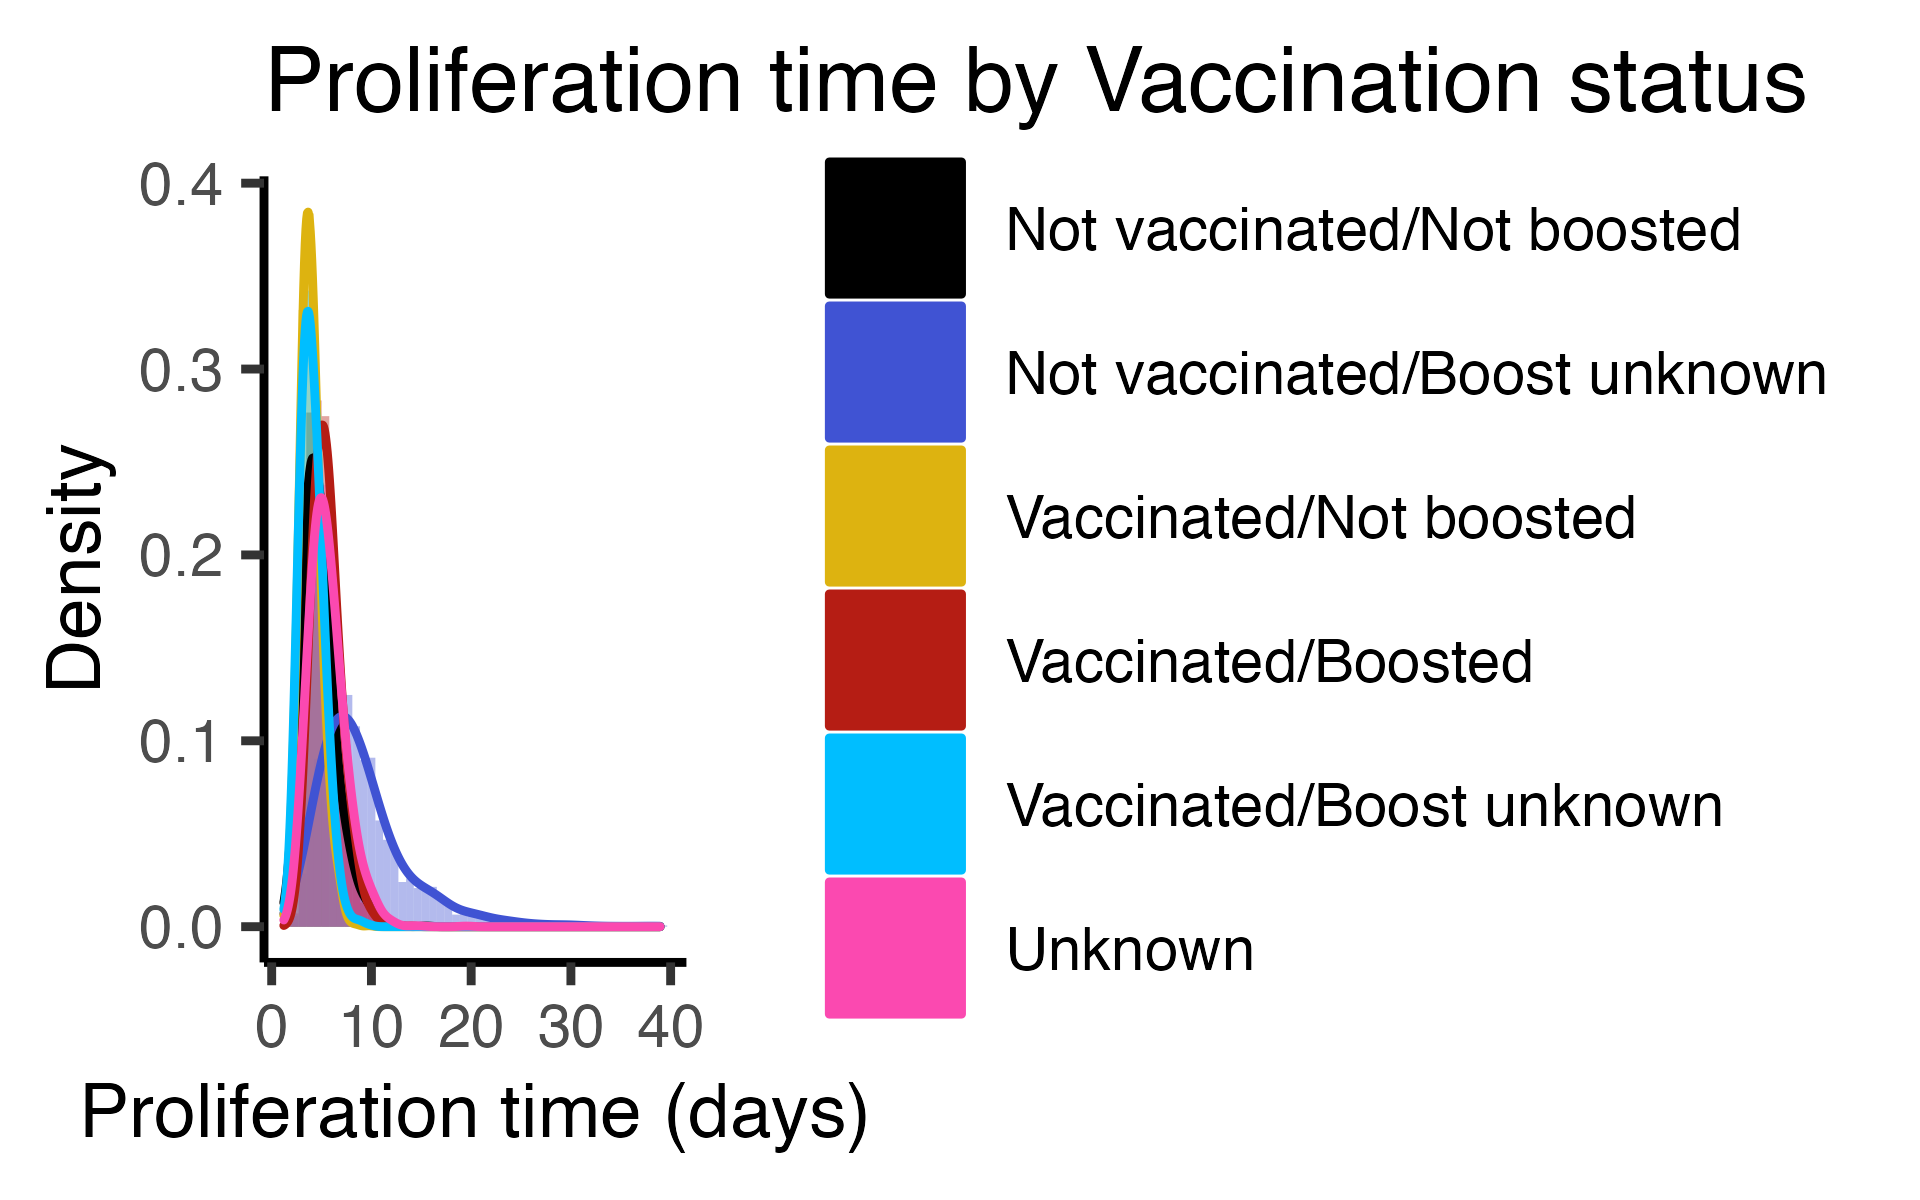 Proliferation time by Vaccination status
0.4
0.3
0.2
0.1
0.0
Density
0 10 20 30 40
Proliferation time (days)
Not vaccinated/Not boosted
Not vaccinated/Boost unknown
Vaccinated/Not boosted
Vaccinated/Boosted
Vaccinated/Boost unknown
Unknown